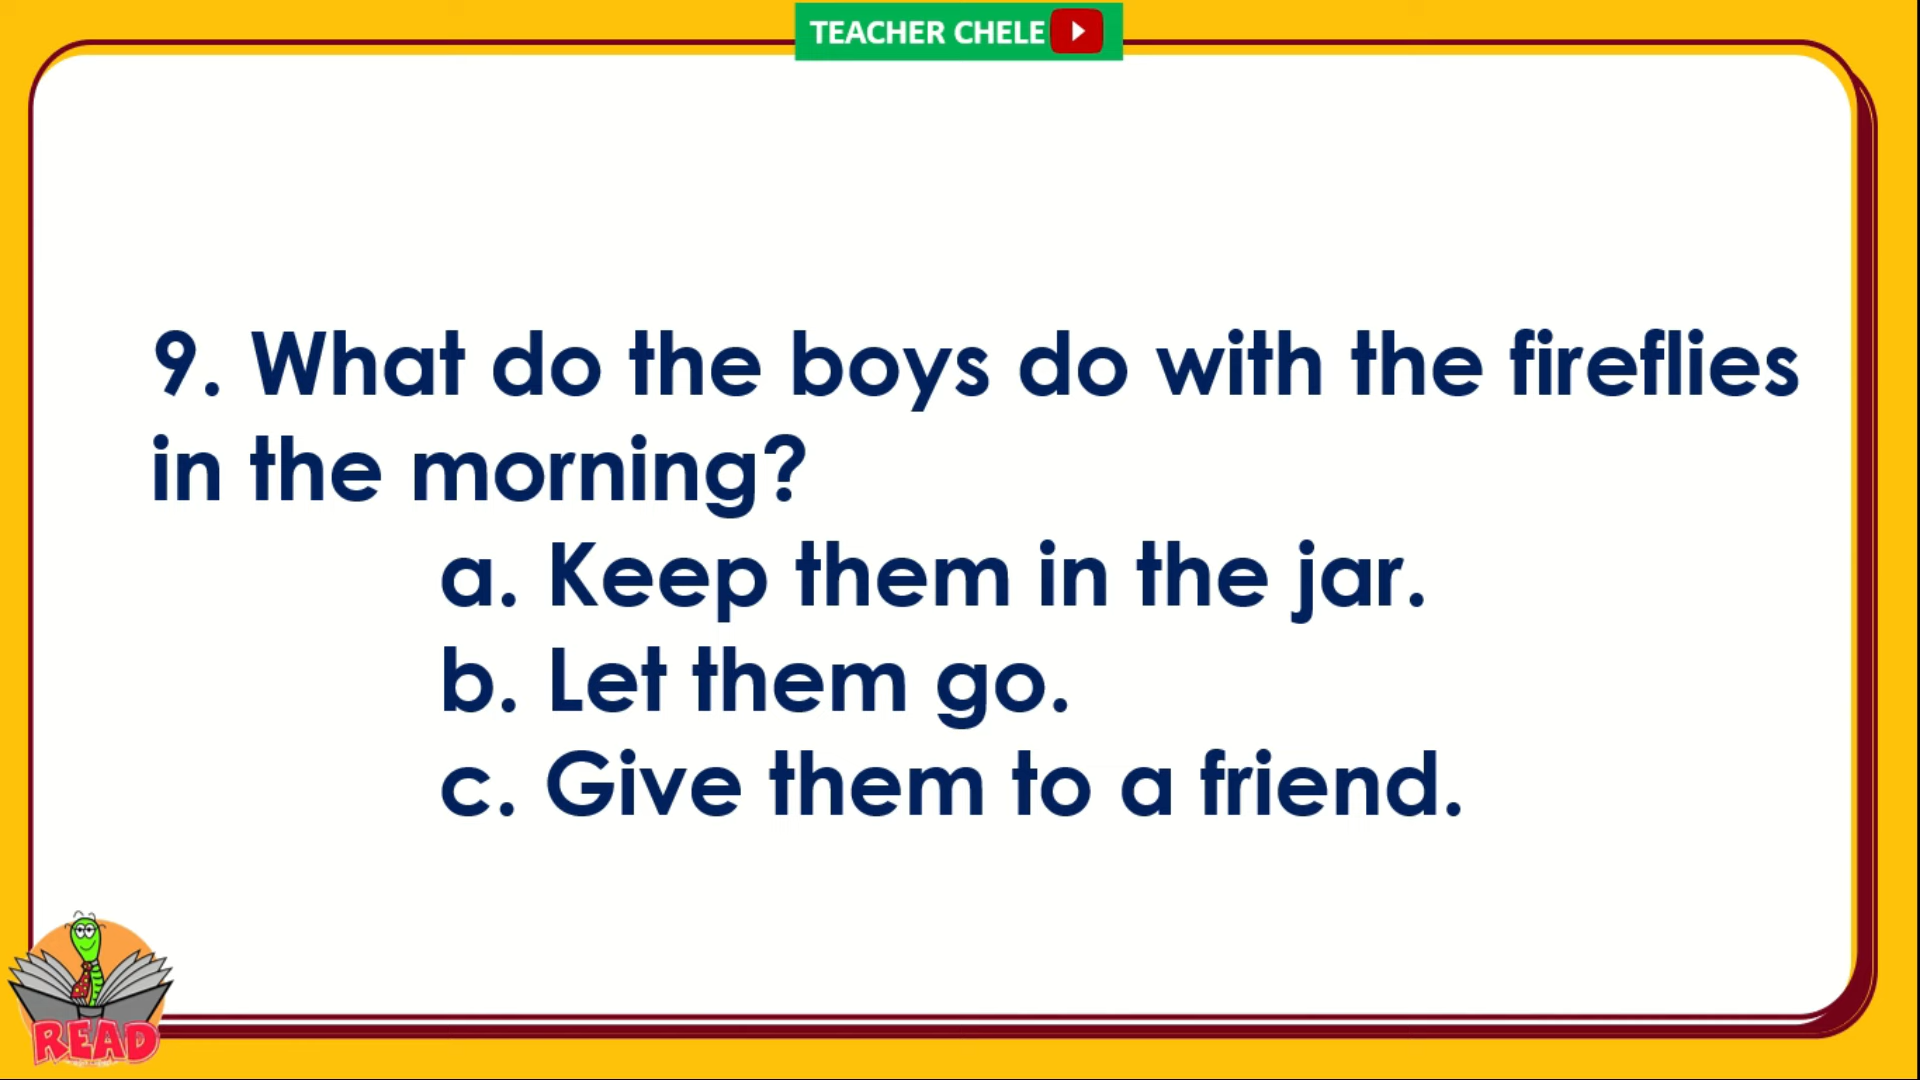 TEACHER CHELE
9. What do the boys do with the fireflies
in the morning?
a. Keep them in the jar.
b. Let them go.
c. Give them to a friend.
READ